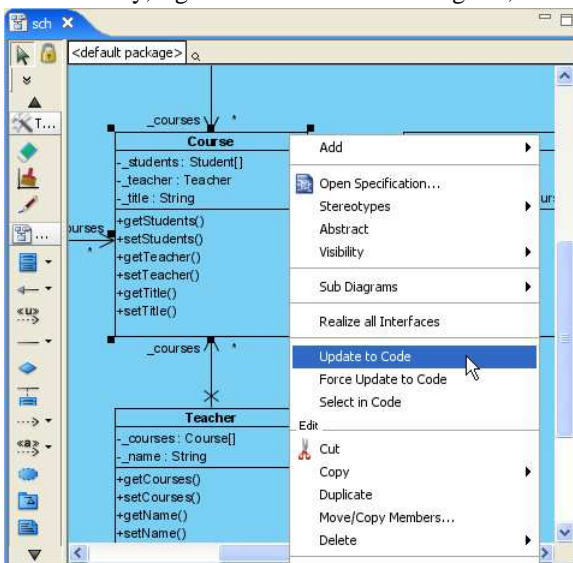 sch
<default package>
T...
...
«u»
«a»
_courses *
Course
-_students : Student[]
-_teacher : Teacher
-_title : String
+getStudents()
+setStudents()
+getTeacher()
+setTeacher()
+getTitle()
+setTitle()
ourses
*
_courses *
Teacher
-_courses : Course[]
-_name : String
+getCourses()
+setCourses()
+getName()
+setName()
Add
Open Specification...
Stereotypes
Abstract
Visibility
Sub Diagrams
Realize all Interfaces
Update to Code
Force Update to Code
Select in Code
Edit
Cut
Copy
Duplicate
Move/Copy Members...
Delete